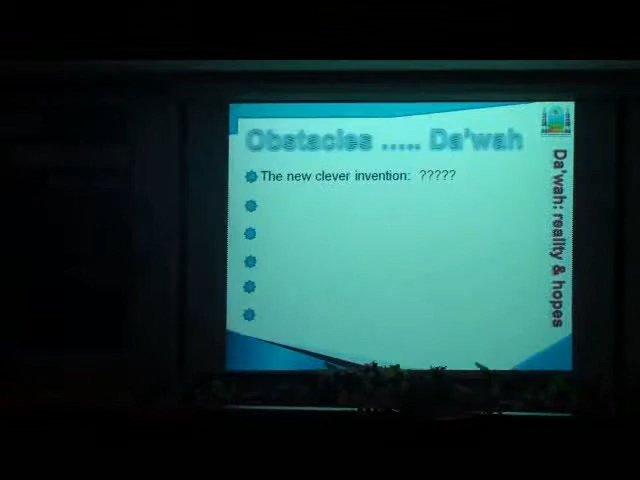 Obstacles ..... Da'wah
The new clever invention: ?????
Da'wah: reality & hopes